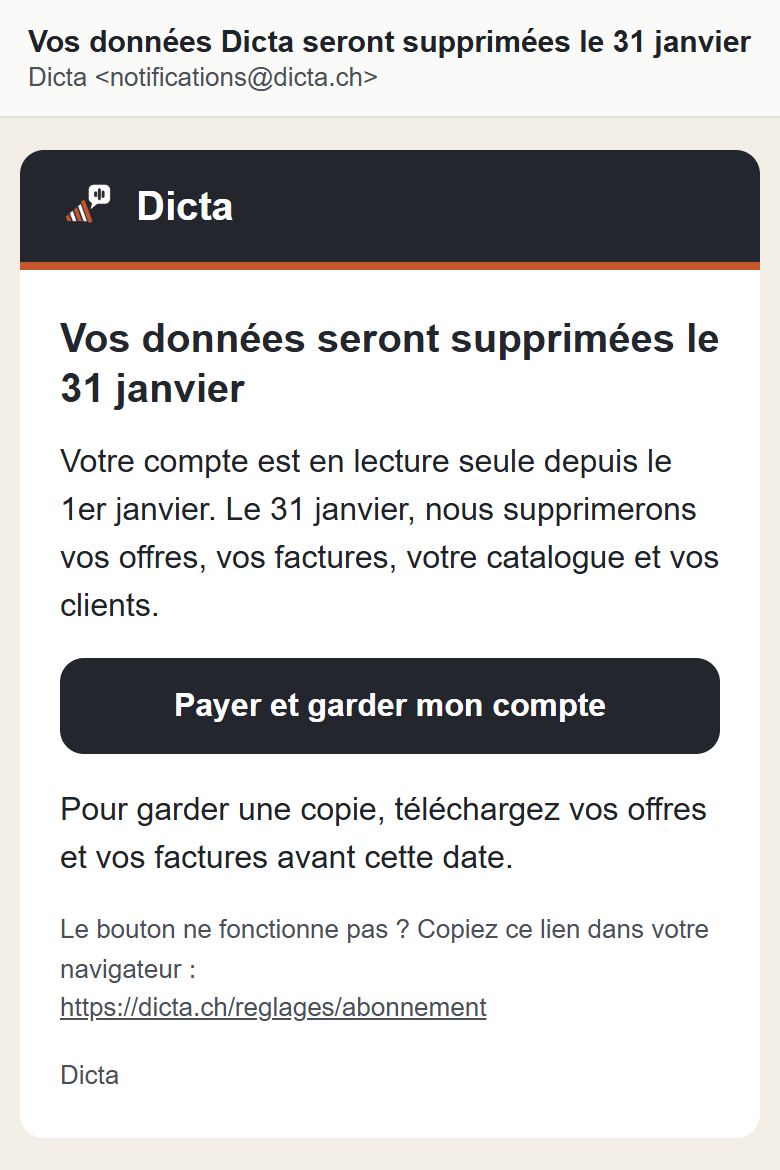 Vos données Dicta seront supprimées le 31 janvier
Dicta <notifications@dicta.ch>
Dicta
Vos données seront supprimées le
31 janvier
Votre compte est en lecture seule depuis le
1er janvier. Le 31 janvier, nous supprimerons
vos offres, vos factures, votre catalogue et vos
clients.
Payer et garder mon compte
Pour garder une copie, téléchargez vos offres
et vos factures avant cette date.
Le bouton ne fonctionne pas ? Copiez ce lien dans votre
navigateur :
https://dicta.ch/reglages/abonnement
Dicta